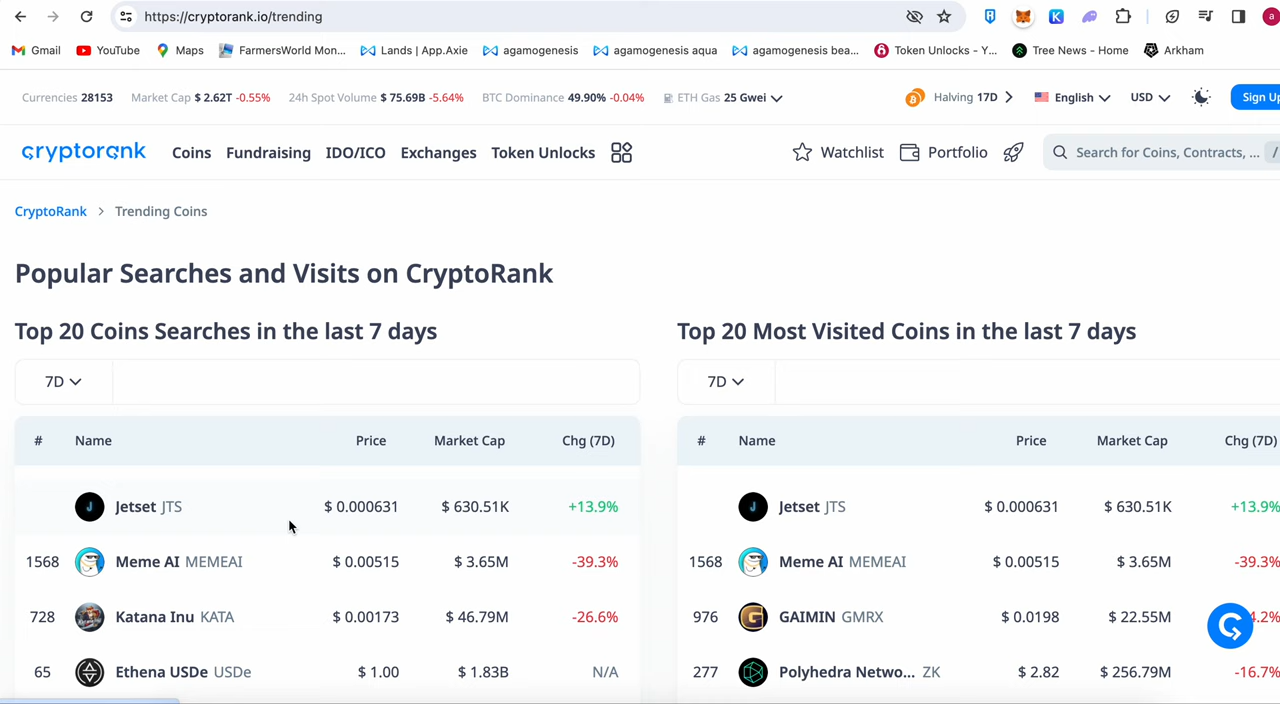 https://cryptorank.io/trending
a
Gmail YouTube Maps FarmersWorld Mon... Lands | App.Axie agamogenesis agamogenesis aqua agamogenesis bea... Token Unlocks - Y... Tree News - Home Arkham
Currencies 28153 Market Cap $ 2.62T -0.55% 24h Spot Volume $ 75.69B -5.64% BTC Dominance 49.90% -0.04% ETH Gas 25 Gwei Halving 17D English USD Sign Up
cryptorank Coins Fundraising IDO/ICO Exchanges Token Unlocks Watchlist Portfolio Search for Coins, Contracts, ... /
CryptoRank > Trending Coins
Popular Searches and Visits on CryptoRank
Top 20 Coins Searches in the last 7 days
7D
# Name Price Market Cap Chg (7D)
Jetset JTS $ 0.000631 $ 630.51K +13.9%
1568 Meme AI MEMEAI $ 0.00515 $ 3.65M -39.3%
728 Katana Inu KATA $ 0.00173 $ 46.79M -26.6%
65 Ethena USDe USDe $ 1.00 $ 1.83B N/A
Top 20 Most Visited Coins in the last 7 days
7D
# Name Price Market Cap Chg (7D)
Jetset JTS $ 0.000631 $ 630.51K +13.9%
1568 Meme AI MEMEAI $ 0.00515 $ 3.65M -39.3%
976 GAIMIN GMRX $ 0.0198 $ 22.55M 4.2%
277 Polyhedra Netwo... ZK $ 2.82 $ 256.79M -16.7%